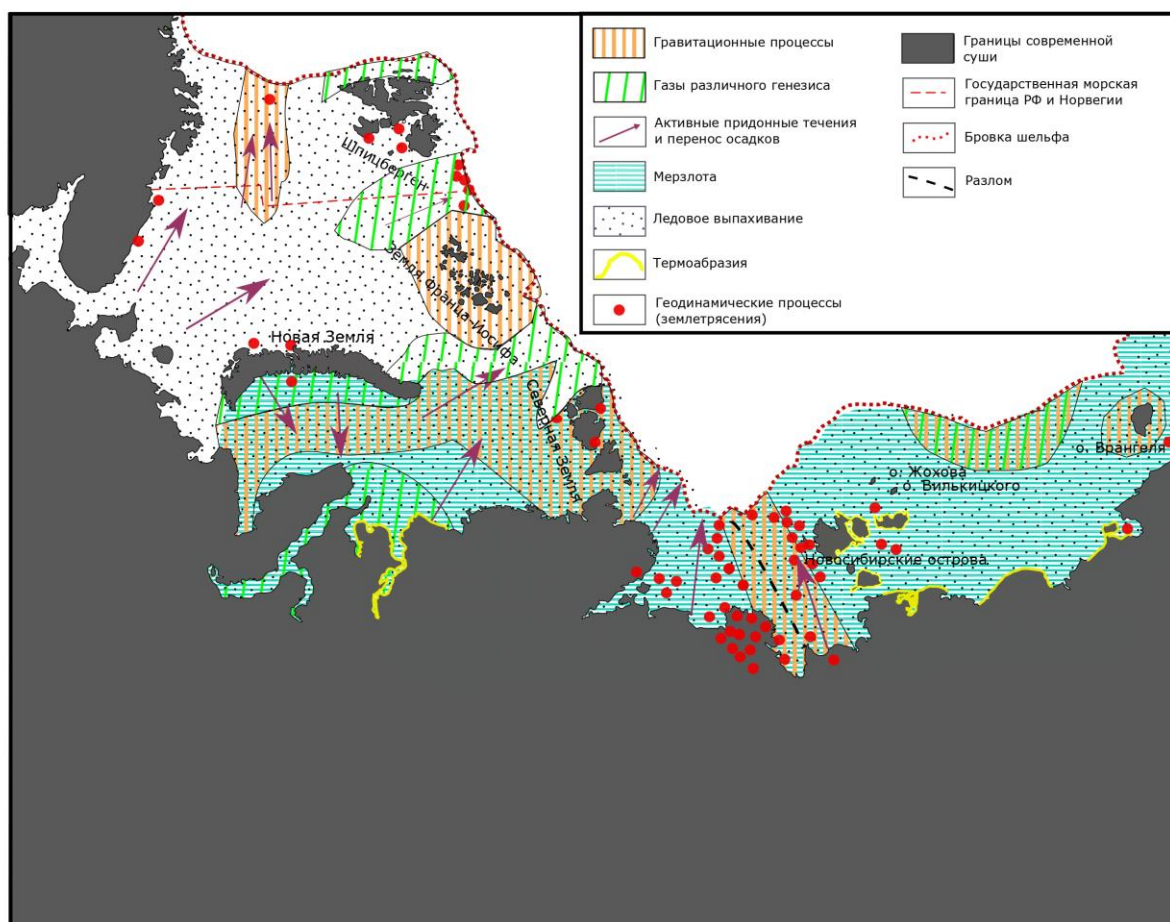 Гравитационные процессы
Газы различного генезиса
Активные придонные течения
и перенос осадков
Мерзлота
Ледовое выпахивание
Термоабразия
Геодинамические процессы
(землетрясения)
Границы современной
суши
Государственная морская
граница РФ и Норвегии
Бровка шельфа
Разлом
Шпицберген
Земля Франца-Иосифа
Новая Земля
Северная Земля
о. Врангеля
о. Жохова
о. Вилькицкого
Новосибирские острова